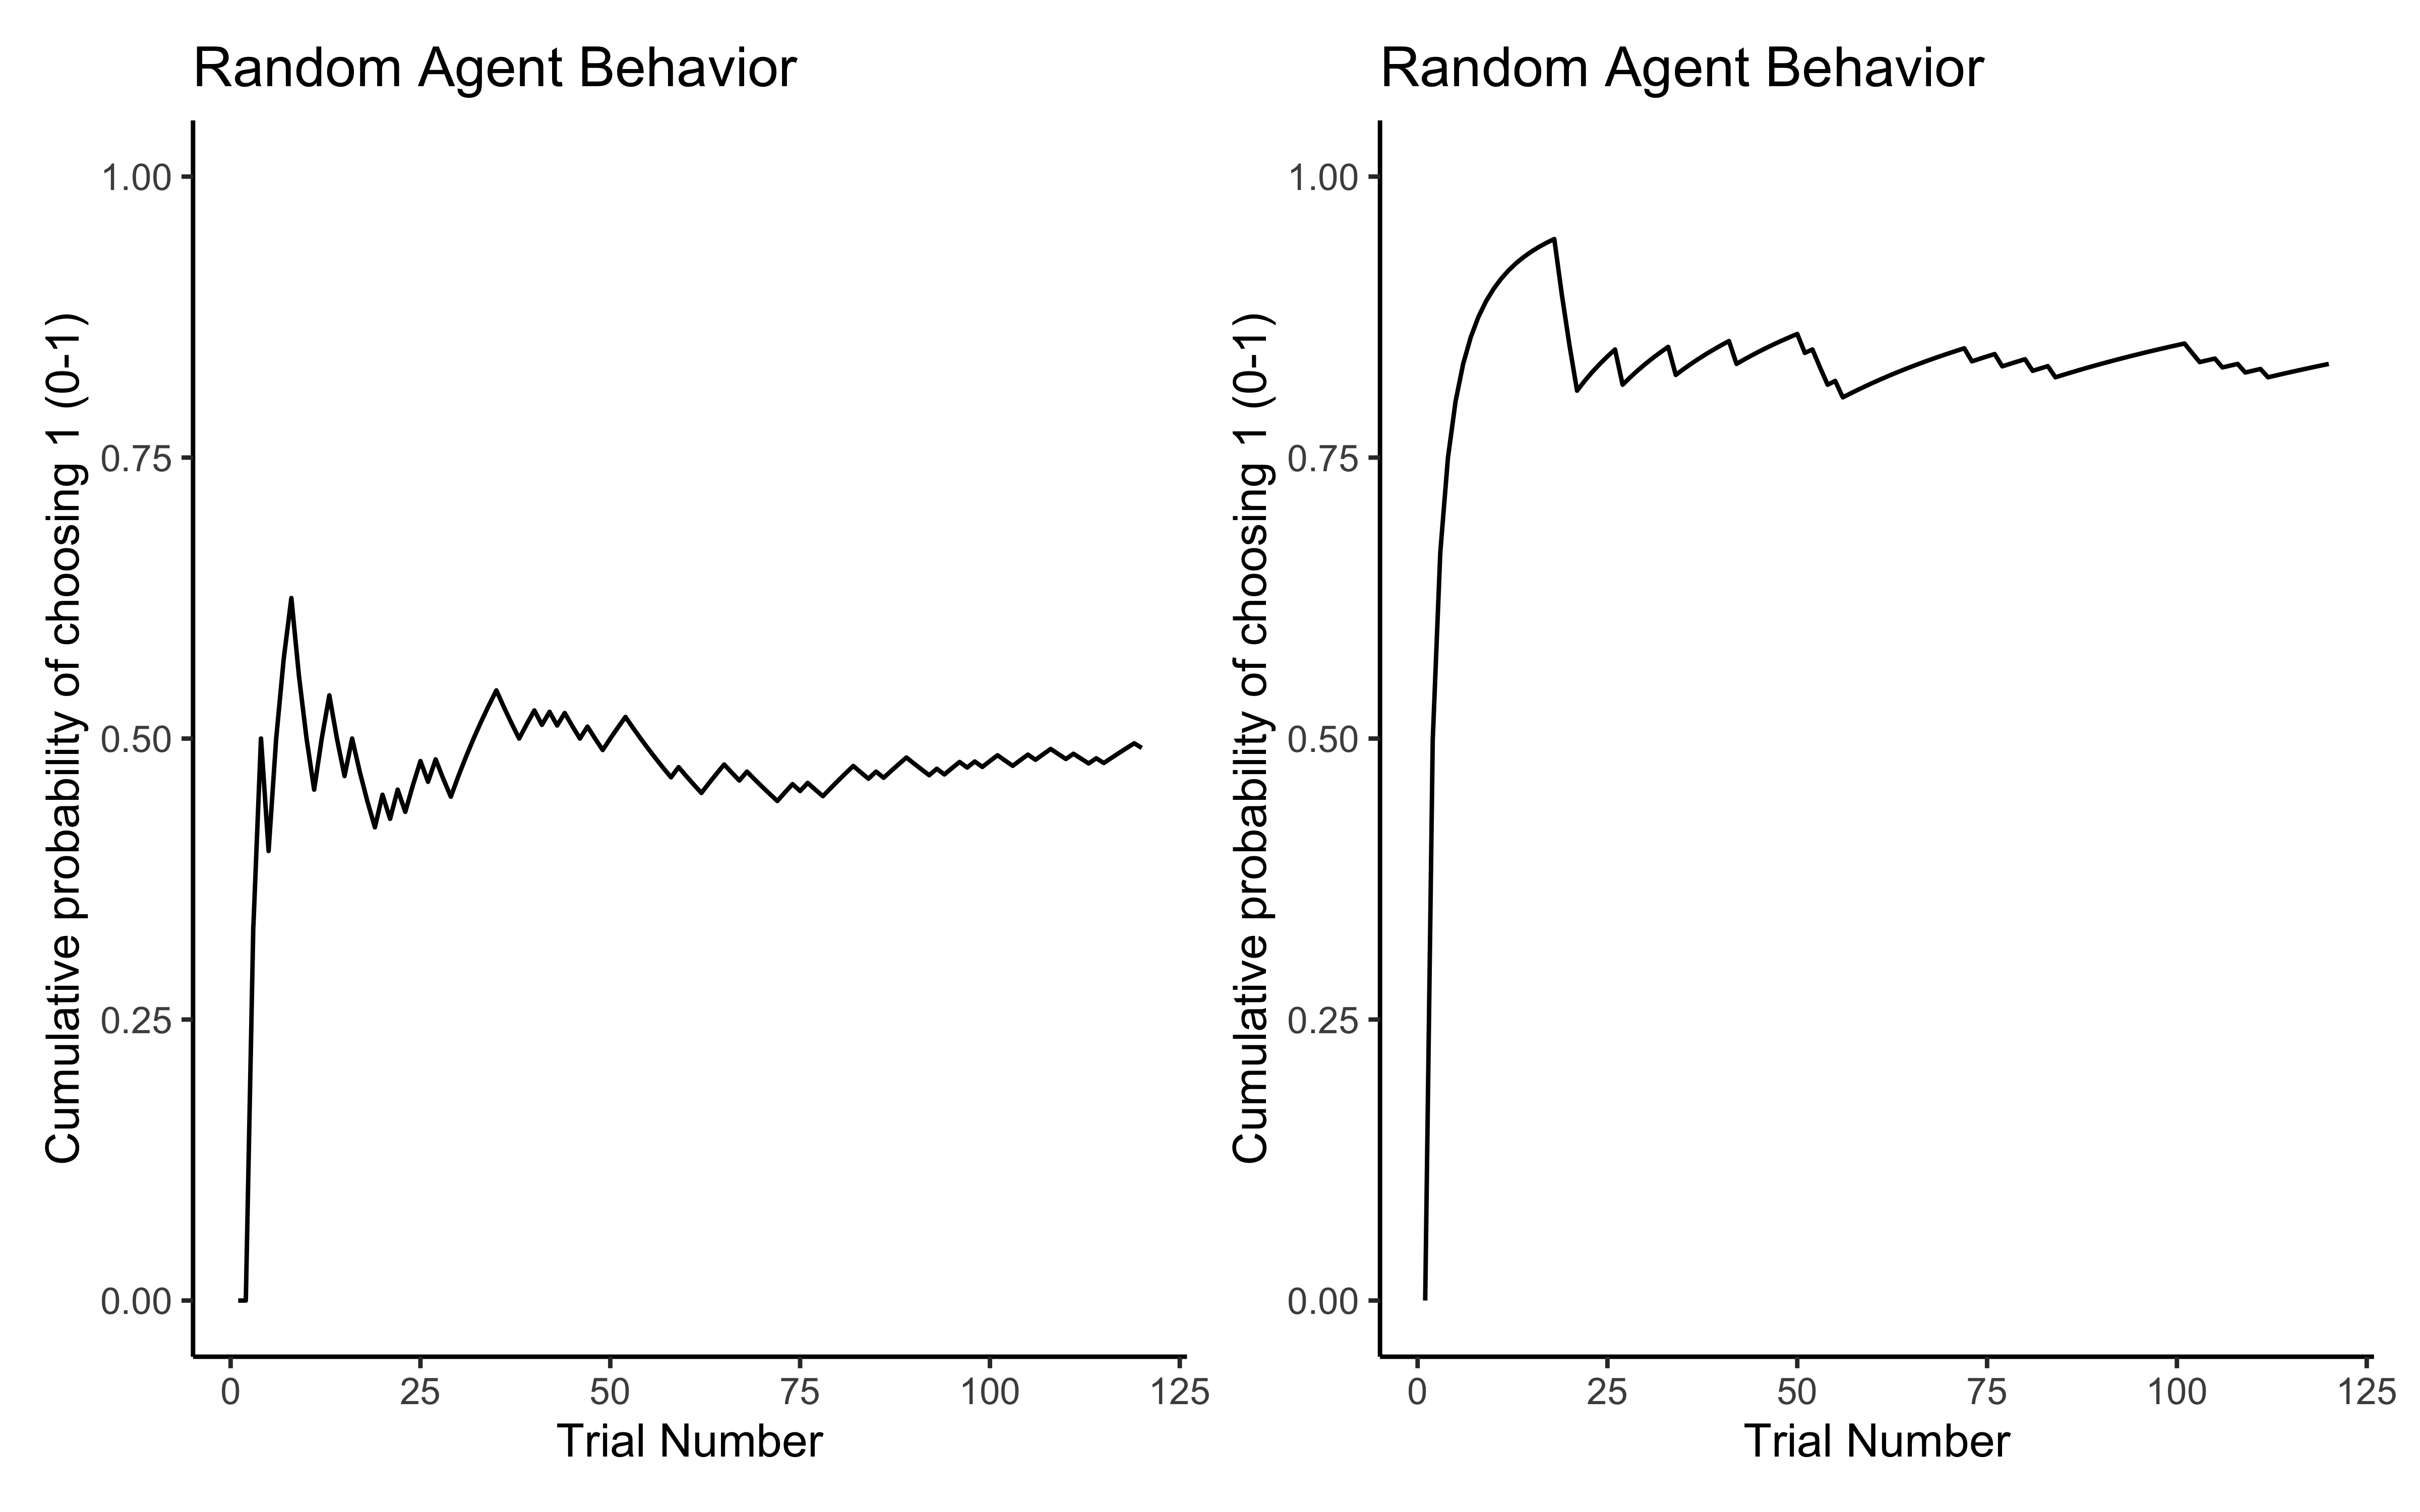 Random Agent Behavior
Cumulative probability of choosing 1 (0-1)
1.00
0.75
0.50
0.25
0.00
0 25 50 75 100 125
Trial Number
Random Agent Behavior
Cumulative probability of choosing 1 (0-1)
1.00
0.75
0.50
0.25
0.00
0 25 50 75 100 125
Trial Number